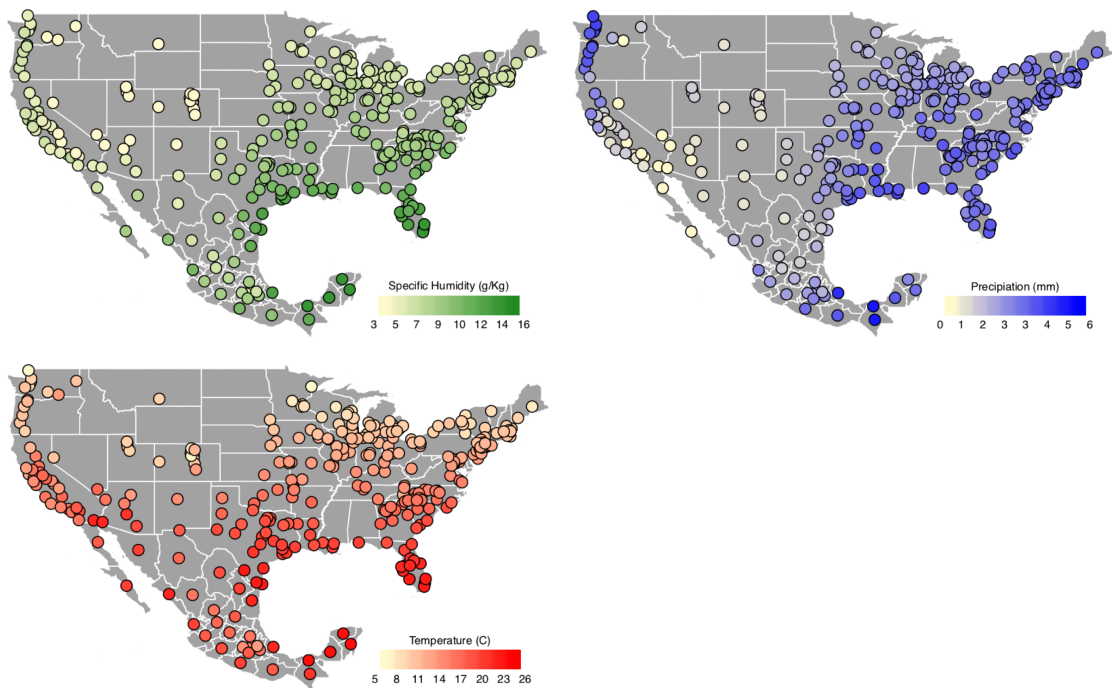 Specific Humidity (g/Kg)
3 5 7 9 10 12 14 16
Precipiation (mm)
0 1 2 3 3 4 5 6
Temperature (C)
5 8 11 14 17 20 23 26